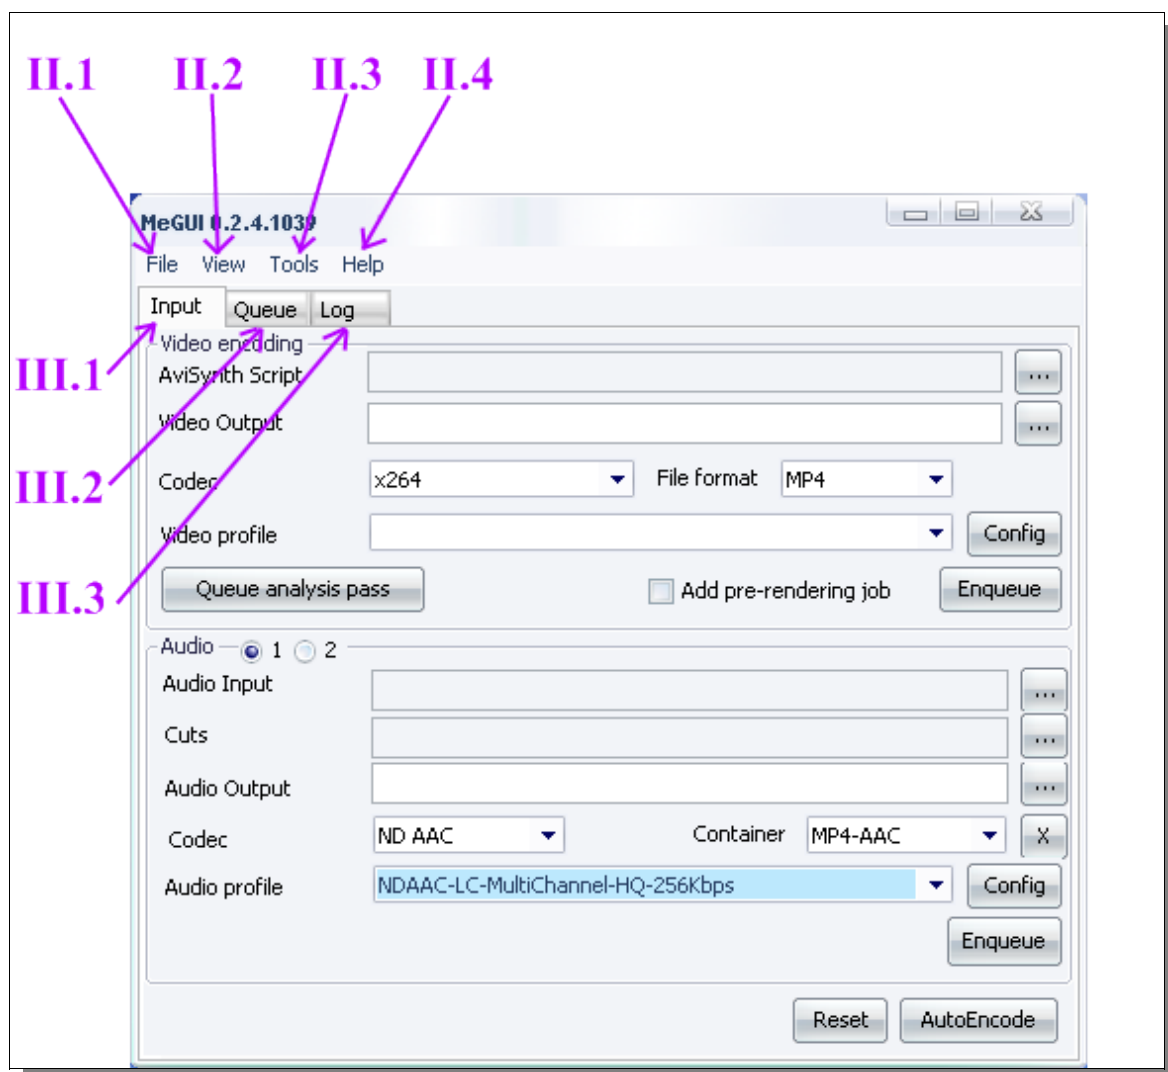 II.1 II.2 II.3 II.4
MeGUI 0.2.4.1039
File View Tools Help
Input Queue Log
Video encoding
III.1
AviSynth Script ...
Video Output ...
III.2
Codec x264 File format MP4
Video profile Config
III.3
Queue analysis pass Add pre-rendering job Enqueue
Audio 1 2
Audio Input ...
Cuts ...
Audio Output ...
Codec ND AAC Container MP4-AAC X
Audio profile NDAAC-LC-MultiChannel-HQ-256Kbps Config
Enqueue
Reset AutoEncode